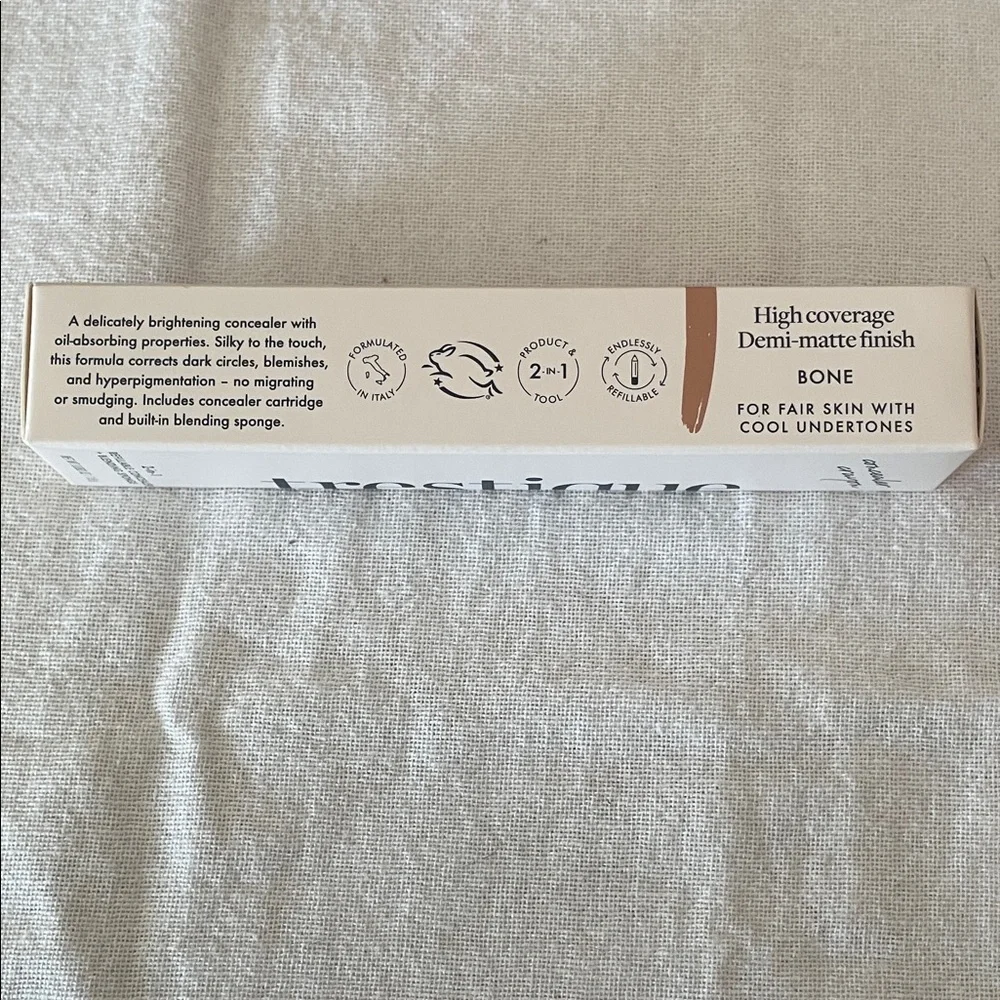 A delicately brightening concealer with
oil-absorbing properties. Silky to the touch,
this formula corrects dark circles, blemishes,
and hyperpigmentation – no migrating
or smudging. Includes concealer cartridge
and built-in blending sponge.
FORMULATED
IN ITALY
PRODUCT &
2-IN-1
TOOL
ENDLESSLY
REFILLABLE
High coverage
Demi-matte finish
BONE
FOR FAIR SKIN WITH
COOL UNDERTONES
trestique